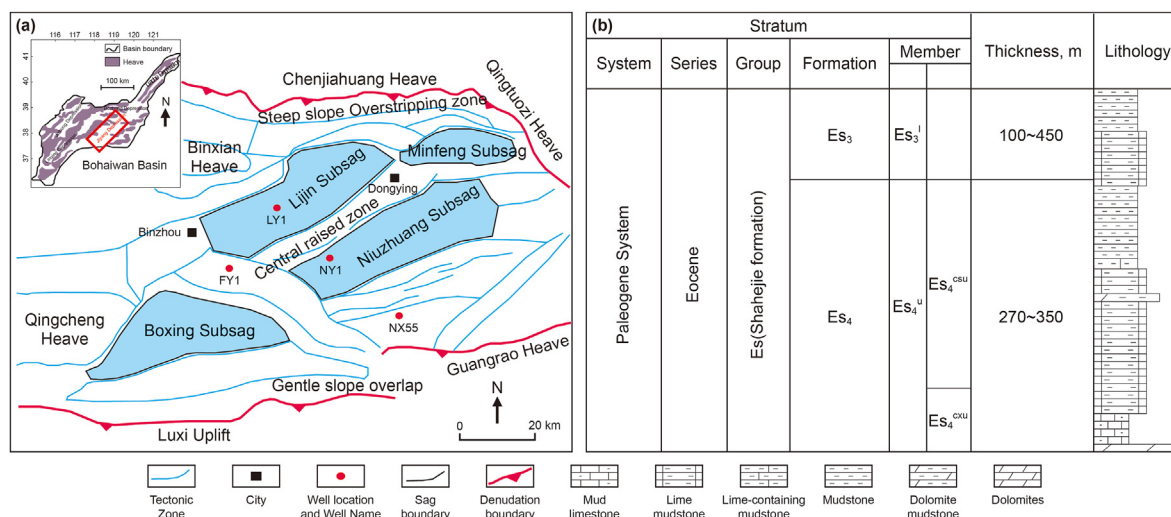 (a)
116 117 118 119 120 121
41
40
39
38
37
Basin boundary
Heave
100 km
N
Bohaiwan Basin
Chenjiahuang Heave
Qingtuozi Heave
Steep slope Overstripping zone
Binxian
Heave
Minfeng Subsag
Lijin Subsag
Dongying
LY1
Binzhou
Central raised zone
Niuzhuang Subsag
NY1
FY1
Qingcheng
Heave
Boxing Subsag
NX55
Guangrao Heave
Gentle slope overlap
N
Luxi Uplift
0 20 km
(b)
Stratum
System
Series
Group
Formation
Member
Thickness, m
Lithology
Paleogene System
Eocene
Es(Shahejie formation)
Es₃
Es₃ˡ
100~450
Es₄
Es₄ᵘ
Es₄ᶜˢᵘ
270~350
Es₄ᶜˣᵘ
Tectonic
Zone
City
Well location
and Well Name
Sag
boundary
Denudation
boundary
Mud
limestone
Lime
mudstone
Lime-containing
mudstone
Mudstone
Dolomite
mudstone
Dolomites